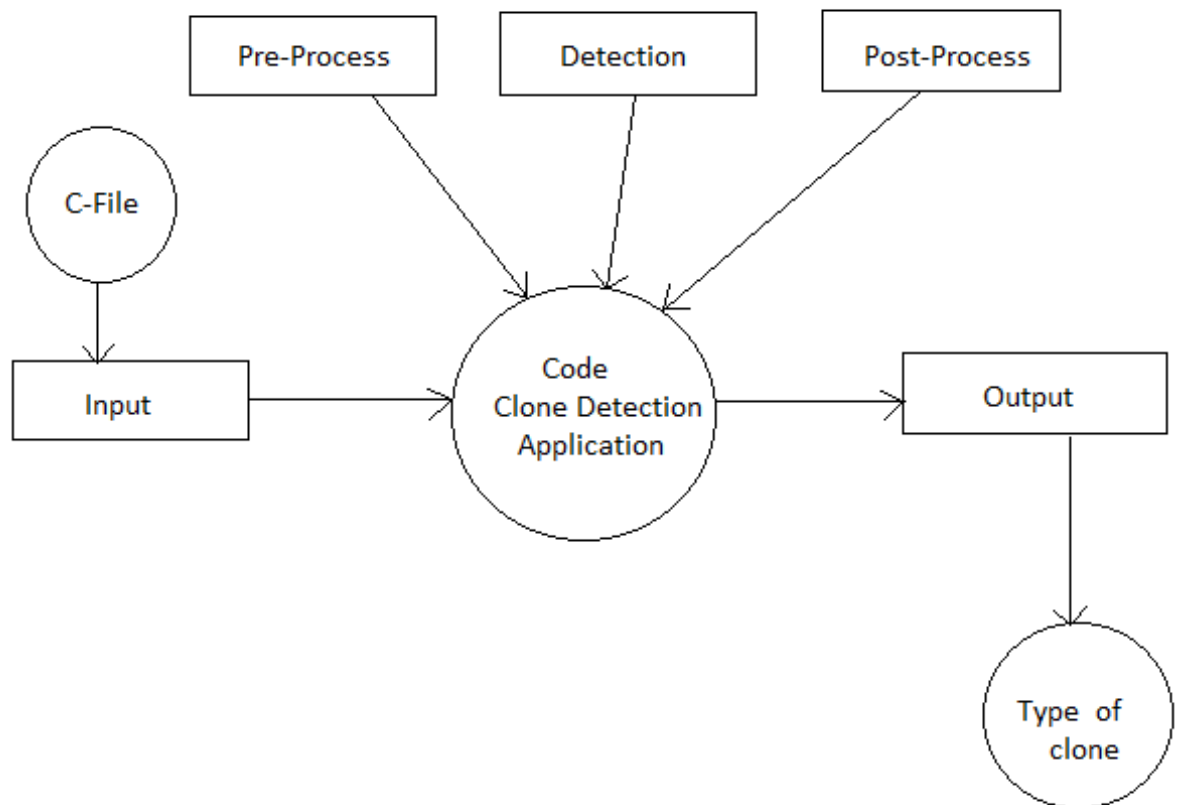 Pre-Process
Detection
Post-Process
C-File
Input
Code
Clone Detection
Application
Output
Type of
clone